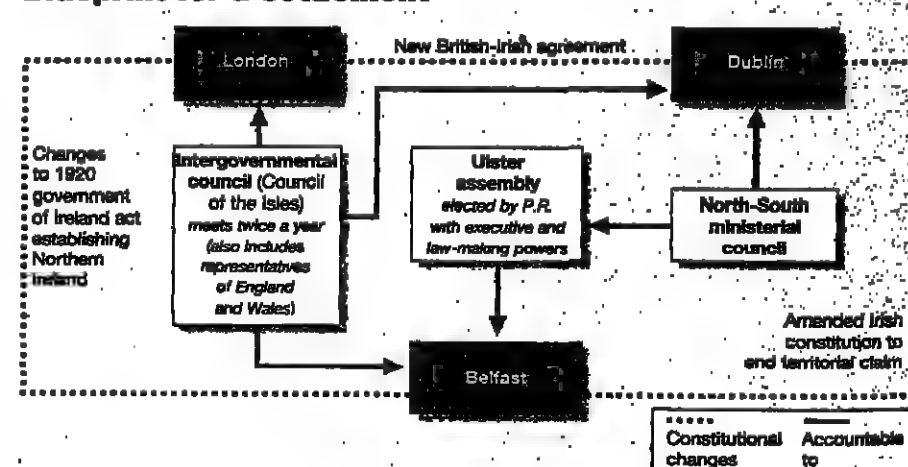 New British-Irish agreement
London
Dublin
Changes
to 1920
government
of Ireland act
establishing
Northern
Ireland
Intergovernmental
council (Council
of the Isles)
meets twice a year
(also includes
representatives
of England
and Wales)
Ulster
assembly
elected by P.R.
with executive and
law-making powers
North-South
ministerial
council
Amended Irish
constitution to
end territorial claim
Belfast
Constitutional
changes
Accountable
to